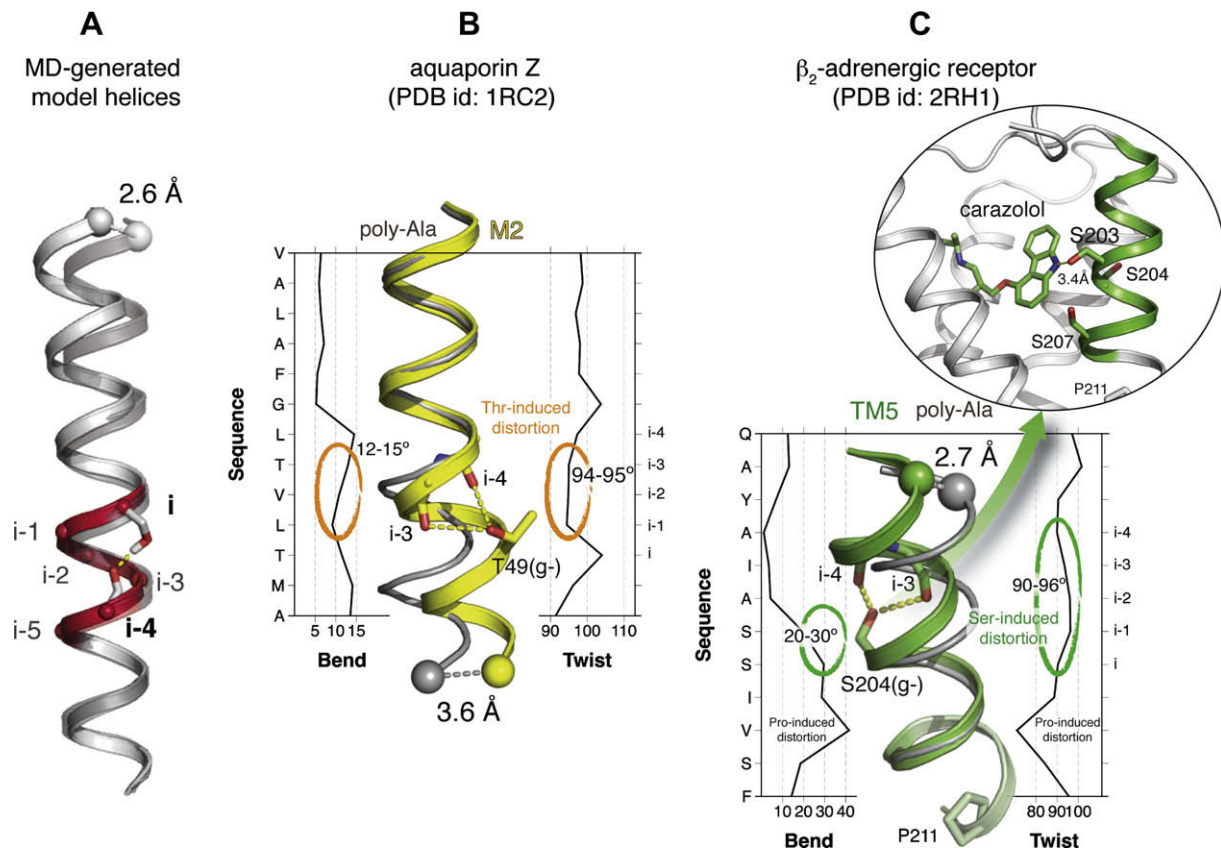 A
MD-generated
model helices
2.6 Å
i
i-1
i-2
i-3
i-4
i-5
B
aquaporin Z
(PDB id: 1RC2)
poly-Ala
M2
Sequence
V
A
L
A
F
G
L
T
V
L
T
M
A
12-15º
Thr-induced
distortion
94-95º
i-4
i-3
T49(g-)
i-4
i-3
i-2
i-1
i
5 10 15
Bend
90 100 110
Twist
3.6 Å
C
β2-adrenergic receptor
(PDB id: 2RH1)
carazolol
S203
3.4Å
S204
S207
P211
TM5
poly-Ala
2.7 Å
Sequence
Q
A
Y
A
I
A
S
S
I
V
S
F
i-4
i-3
20-30º
90-96º
Ser-induced
distortion
S204(g-)
i-4
i-3
i-2
i-1
i
Pro-induced
distortion
Pro-induced
distortion
10 20 30 40
Bend
P211
80 90 100
Twist